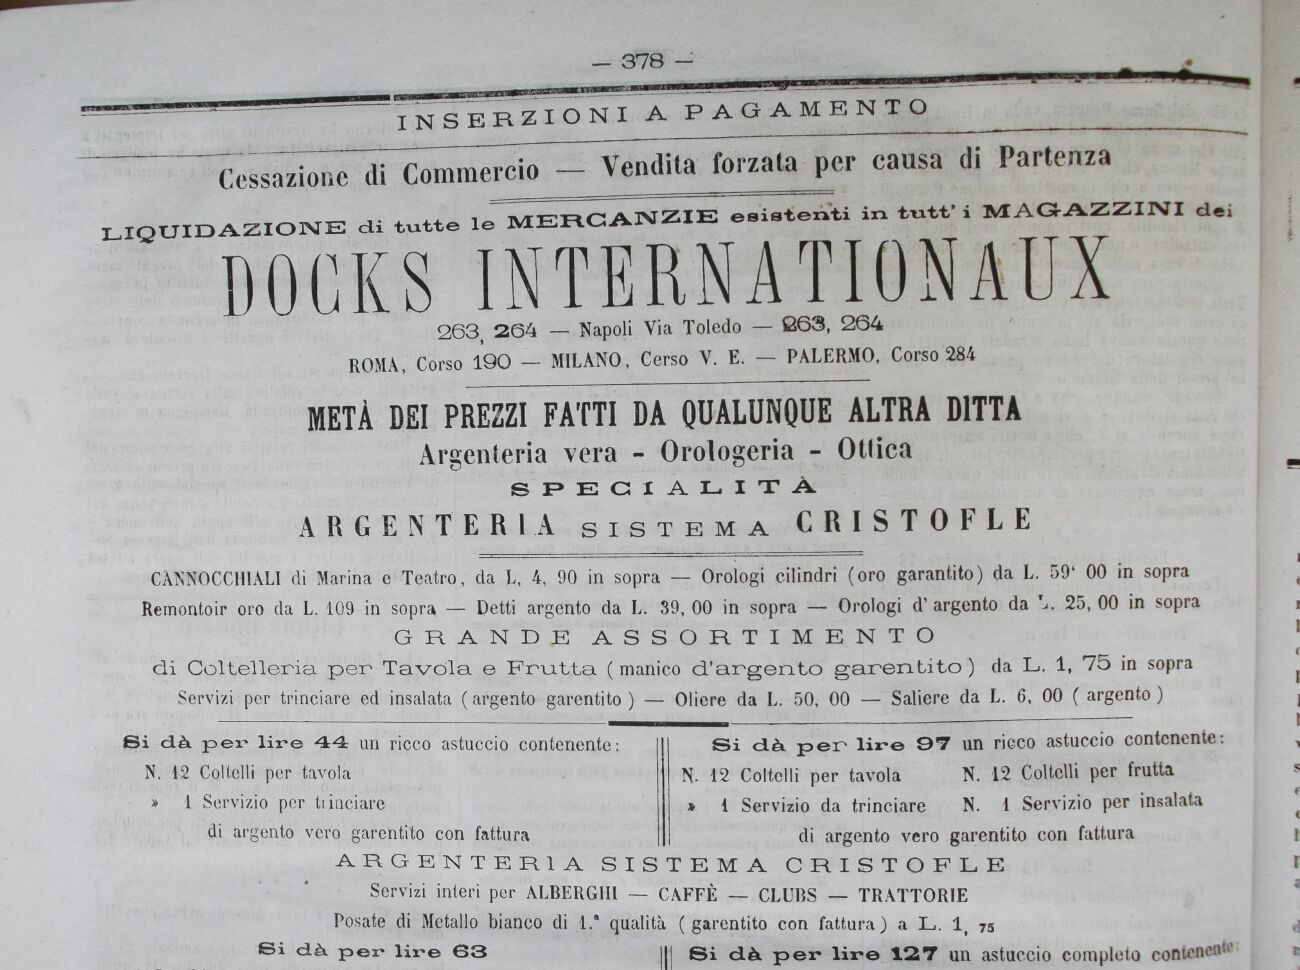 — 378 —
INSERZIONI A PAGAMENTO
Cessazione di Commercio — Vendita forzata per causa di Partenza
LIQUIDAZIONE di tutte le MERCANZIE esistenti in tutt' i MAGAZZINI dei
DOCKS INTERNATIONAUX
263, 264 — Napoli Via Toledo — 263, 264
ROMA, Corso 190 — MILANO, Cerso V. E. — PALERMO, Corso 284
METÀ DEI PREZZI FATTI DA QUALUNQUE ALTRA DITTA
Argenteria vera - Orologeria - Ottica
SPECIALITÀ
ARGENTERIA SISTEMA CRISTOFLE
CANNOCCHIALI di Marina e Teatro, da L, 4, 90 in sopra — Orologi cilindri (oro garantito) da L. 59' 00 in sopra
Remontoir oro da L. 109 in sopra — Detti argento da L. 39, 00 in sopra — Orologi d'argento da L. 25, 00 in sopra
GRANDE ASSORTIMENTO
di Coltelleria per Tavola e Frutta (manico d'argento garentito) da L. 1, 75 in sopra
Servizi per trinciare ed insalata (argento garentito) — Oliere da L. 50, 00 — Saliere da L. 6, 00 (argento)
Si dà per lire 44 un ricco astuccio contenente:
N. 12 Coltelli per tavola
» 1 Servizio per trinciare
di argento vero garentito con fattura
Si dà per lire 97 un ricco astuccio contenente:
N. 12 Coltelli per tavola N. 12 Coltelli per frutta
» 1 Servizio da trinciare N. 1 Servizio per insalata
di argento vero garentito con fattura
ARGENTERIA SISTEMA CRISTOFLE
Servizi interi per ALBERGHI — CAFFÈ — CLUBS — TRATTORIE
Posate di Metallo bianco di 1.ª qualità (garentito con fattura) a L. 1, 75
Si dà per lire 63
Si dà per lire 127 un astuccio completo contenente: